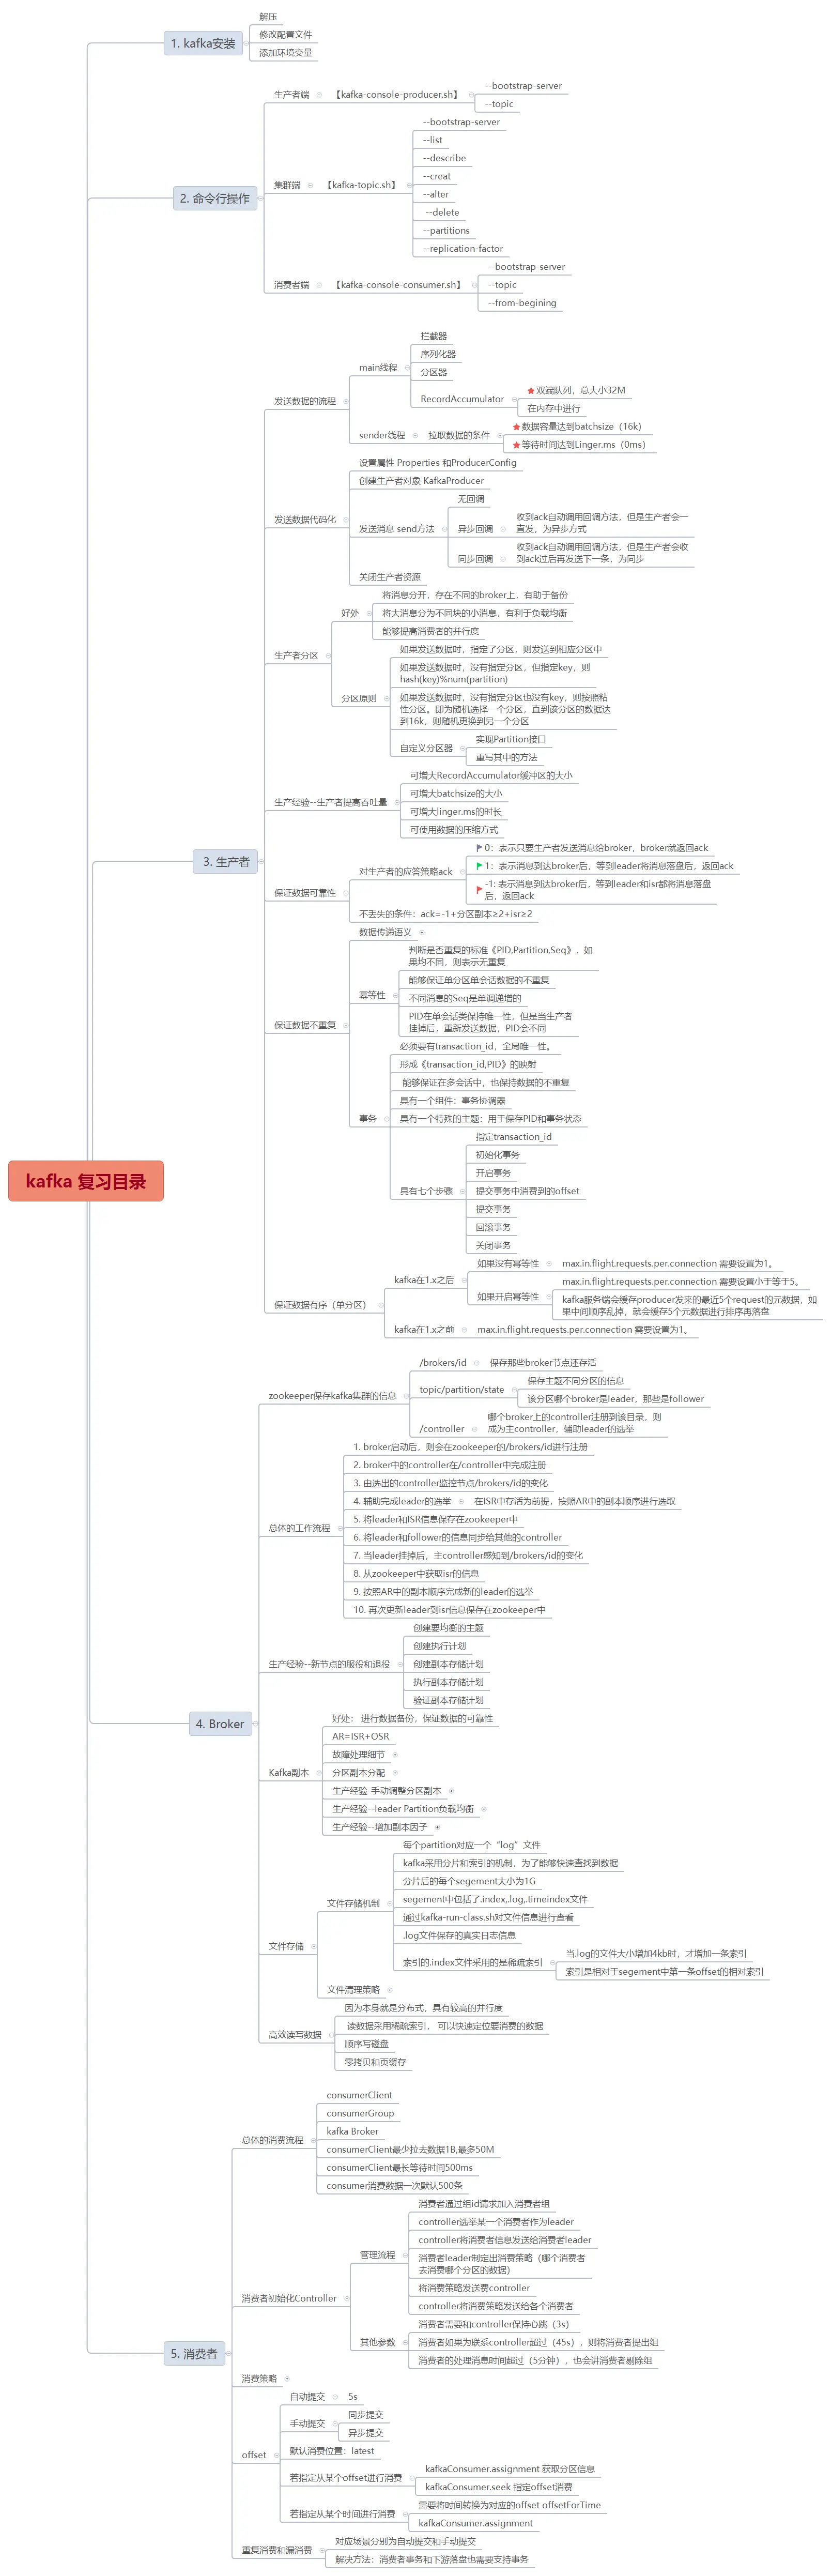 kafka 复习目录
1. kafka安装
解压
修改配置文件
添加环境变量
2. 命令行操作
生产者端
【kafka-console-producer.sh】
--bootstrap-server
--topic
集群端
【kafka-topic.sh】
--bootstrap-server
--list
--describe
--creat
--alter
--delete
--partitions
--replication-factor
消费者端
【kafka-console-consumer.sh】
--bootstrap-server
--topic
--from-begining
3. 生产者
发送数据的流程
main线程
拦截器
序列化器
分区器
RecordAccumulator
双端队列，总大小32M
在内存中进行
sender线程
拉取数据的条件
数据容量达到batchsize（16k）
等待时间达到Linger.ms（0ms）
发送数据代码化
设置属性 Properties 和ProducerConfig
创建生产者对象 KafkaProducer
发送消息 send方法
无回调
异步回调
收到ack自动调用回调方法，但是生产者会一
直发，为异步方式
同步回调
收到ack自动调用回调方法，但是生产者会收
到ack过后再发送下一条，为同步
关闭生产者资源
生产者分区
好处
将消息分开，存在不同的broker上，有助于备份
将大消息分为不同块的小消息，有利于负载均衡
能够提高消费者的并行度
分区原则
如果发送数据时，指定了分区，则发送到相应分区中
如果发送数据时，没有指定分区，但指定key，则
hash(key)%num(partition)
如果发送数据时，没有指定分区也没有key，则按照粘
性分区。即为随机选择一个分区，直到该分区的数据达
到16k，则随机更换到另一个分区
自定义分区器
实现Partition接口
重写其中的方法
生产经验--生产者提高吞吐量
可增大RecordAccumulator缓冲区的大小
可增大batchsize的大小
可增大linger.ms的时长
可使用数据的压缩方式
保证数据可靠性
对生产者的应答策略ack
0：表示只要生产者发送消息给broker，broker就返回ack
1：表示消息到达broker后，等到leader将消息落盘后，返回ack
-1: 表示消息到达broker后，等到leader和isr都将消息落盘
后，返回ack
不丢失的条件：ack=-1+分区副本≥2+isr≥2
保证数据不重复
数据传递语义
幂等性
判断是否重复的标准《PID,Partition,Seq》，如
果均不同，则表示无重复
能够保证单分区单会话数据的不重复
不同消息的Seq是单调递增的
PID在单会话类保持唯一性，但是当生产者
挂掉后，重新发送数据，PID会不同
事务
必须要有transaction_id，全局唯一性。
形成《transaction_id,PID》的映射
能够保证在多会话中，也保持数据的不重复
具有一个组件：事务协调器
具有一个特殊的主题：用于保存PID和事务状态
具有七个步骤
指定transaction_id
初始化事务
开启事务
提交事务中消费到的offset
提交事务
回滚事务
关闭事务
保证数据有序（单分区）
kafka在1.x之后
如果没有幂等性
max.in.flight.requests.per.connection 需要设置为1。
如果开启幂等性
max.in.flight.requests.per.connection 需要设置小于等于5。
kafka服务端会缓存producer发来的最近5个request的元数据，如
果中间顺序乱掉，就会缓存5个元数据进行排序再落盘
kafka在1.x之前
max.in.flight.requests.per.connection 需要设置为1。
4. Broker
zookeeper保存kafka集群的信息
/brokers/id
保存那些broker节点还存活
topic/partition/state
保存主题不同分区的信息
该分区哪个broker是leader，那些是follower
/controller
哪个broker上的controller注册到该目录，则
成为主controller，辅助leader的选举
总体的工作流程
1. broker启动后，则会在zookeeper的/brokers/id进行注册
2. broker中的controller在/controller中完成注册
3. 由选出的controller监控节点/brokers/id的变化
4. 辅助完成leader的选举
在ISR中存活为前提，按照AR中的副本顺序进行选取
5. 将leader和ISR信息保存在zookeeper中
6. 将leader和follower的信息同步给其他的controller
7. 当leader挂掉后，主controller感知到/brokers/id的变化
8. 从zookeeper中获取isr的信息
9. 按照AR中的副本顺序完成新的leader的选举
10. 再次更新leader到isr信息保存在zookeeper中
生产经验--新节点的服役和退役
创建要均衡的主题
创建执行计划
创建副本存储计划
执行副本存储计划
验证副本存储计划
Kafka副本
好处： 进行数据备份，保证数据的可靠性
AR=ISR+OSR
故障处理细节
分区副本分配
生产经验-手动调整分区副本
生产经验--leader Partition负载均衡
生产经验--增加副本因子
文件存储
文件存储机制
每个partition对应一个“log”文件
kafka采用分片和索引的机制，为了能够快速查找到数据
分片后的每个segement大小为1G
segement中包括了.index,.log,.timeindex文件
通过kafka-run-class.sh对文件信息进行查看
.log文件保存的真实日志信息
索引的.index文件采用的是稀疏索引
当.log的文件大小增加4kb时，才增加一条索引
索引是相对于segement中第一条offset的相对索引
文件清理策略
高效读写数据
因为本身就是分布式，具有较高的并行度
读数据采用稀疏索引， 可以快速定位要消费的数据
顺序写磁盘
零拷贝和页缓存
5. 消费者
总体的消费流程
consumerClient
consumerGroup
kafka Broker
consumerClient最少拉去数据1B,最多50M
consumerClient最长等待时间500ms
consumer消费数据一次默认500条
消费者初始化Controller
管理流程
消费者通过组id请求加入消费者组
controller选举某一个消费者作为leader
controller将消费者信息发送给消费者leader
消费者leader制定出消费策略（哪个消费者
去消费哪个分区的数据）
将消费策略发送费controller
controller将消费策略发送给各个消费者
其他参数
消费者需要和controller保持心跳（3s）
消费者如果为联系controller超过（45s），则将消费者提出组
消费者的处理消息时间超过（5分钟），也会讲消费者剔除组
消费策略
offset
自动提交
5s
手动提交
同步提交
异步提交
默认消费位置：latest
若指定从某个offset进行消费
kafkaConsumer.assignment 获取分区信息
kafkaConsumer.seek 指定offset消费
若指定从某个时间进行消费
需要将时间转换为对应的offset offsetForTime
kafkaConsumer.assignment
重复消费和漏消费
对应场景分别为自动提交和手动提交
解决方法：消费者事务和下游落盘也需要支持事务